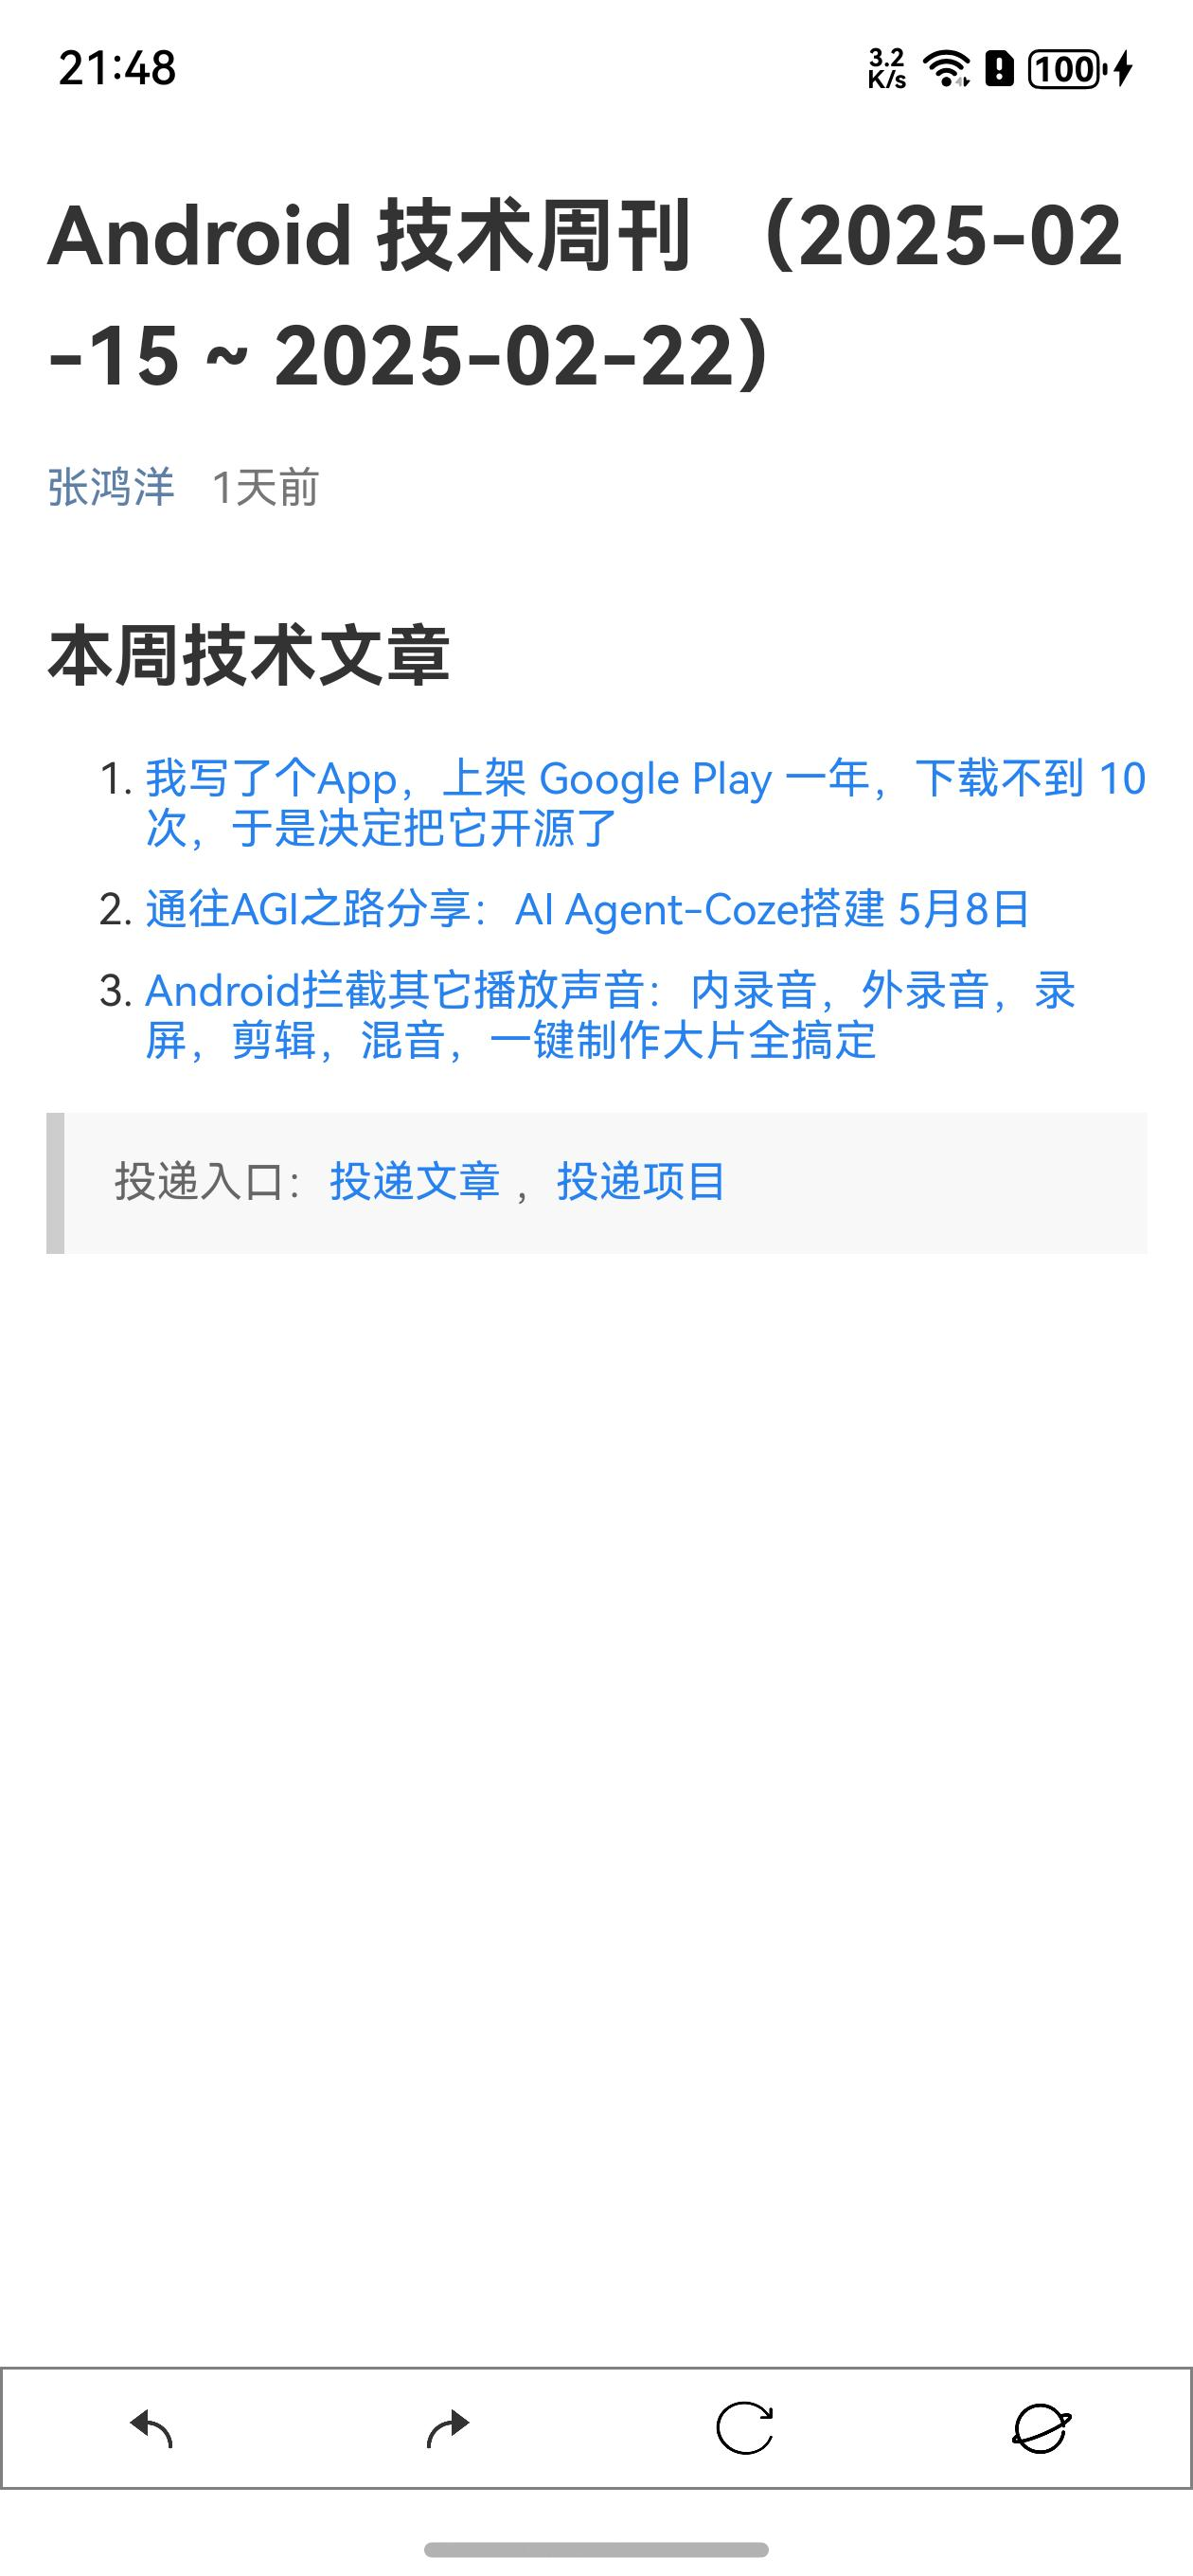 21:48
3.2
K/s
100
Android 技术周刊 （2025-02
-15 ~ 2025-02-22）
张鸿洋 1天前
本周技术文章
1. 我写了个App，上架 Google Play 一年，下载不到 10
次，于是决定把它开源了
2. 通往AGI之路分享：AI Agent-Coze搭建 5月8日
3. Android拦截其它播放声音：内录音，外录音，录
屏，剪辑，混音，一键制作大片全搞定
投递入口：投递文章 ，投递项目